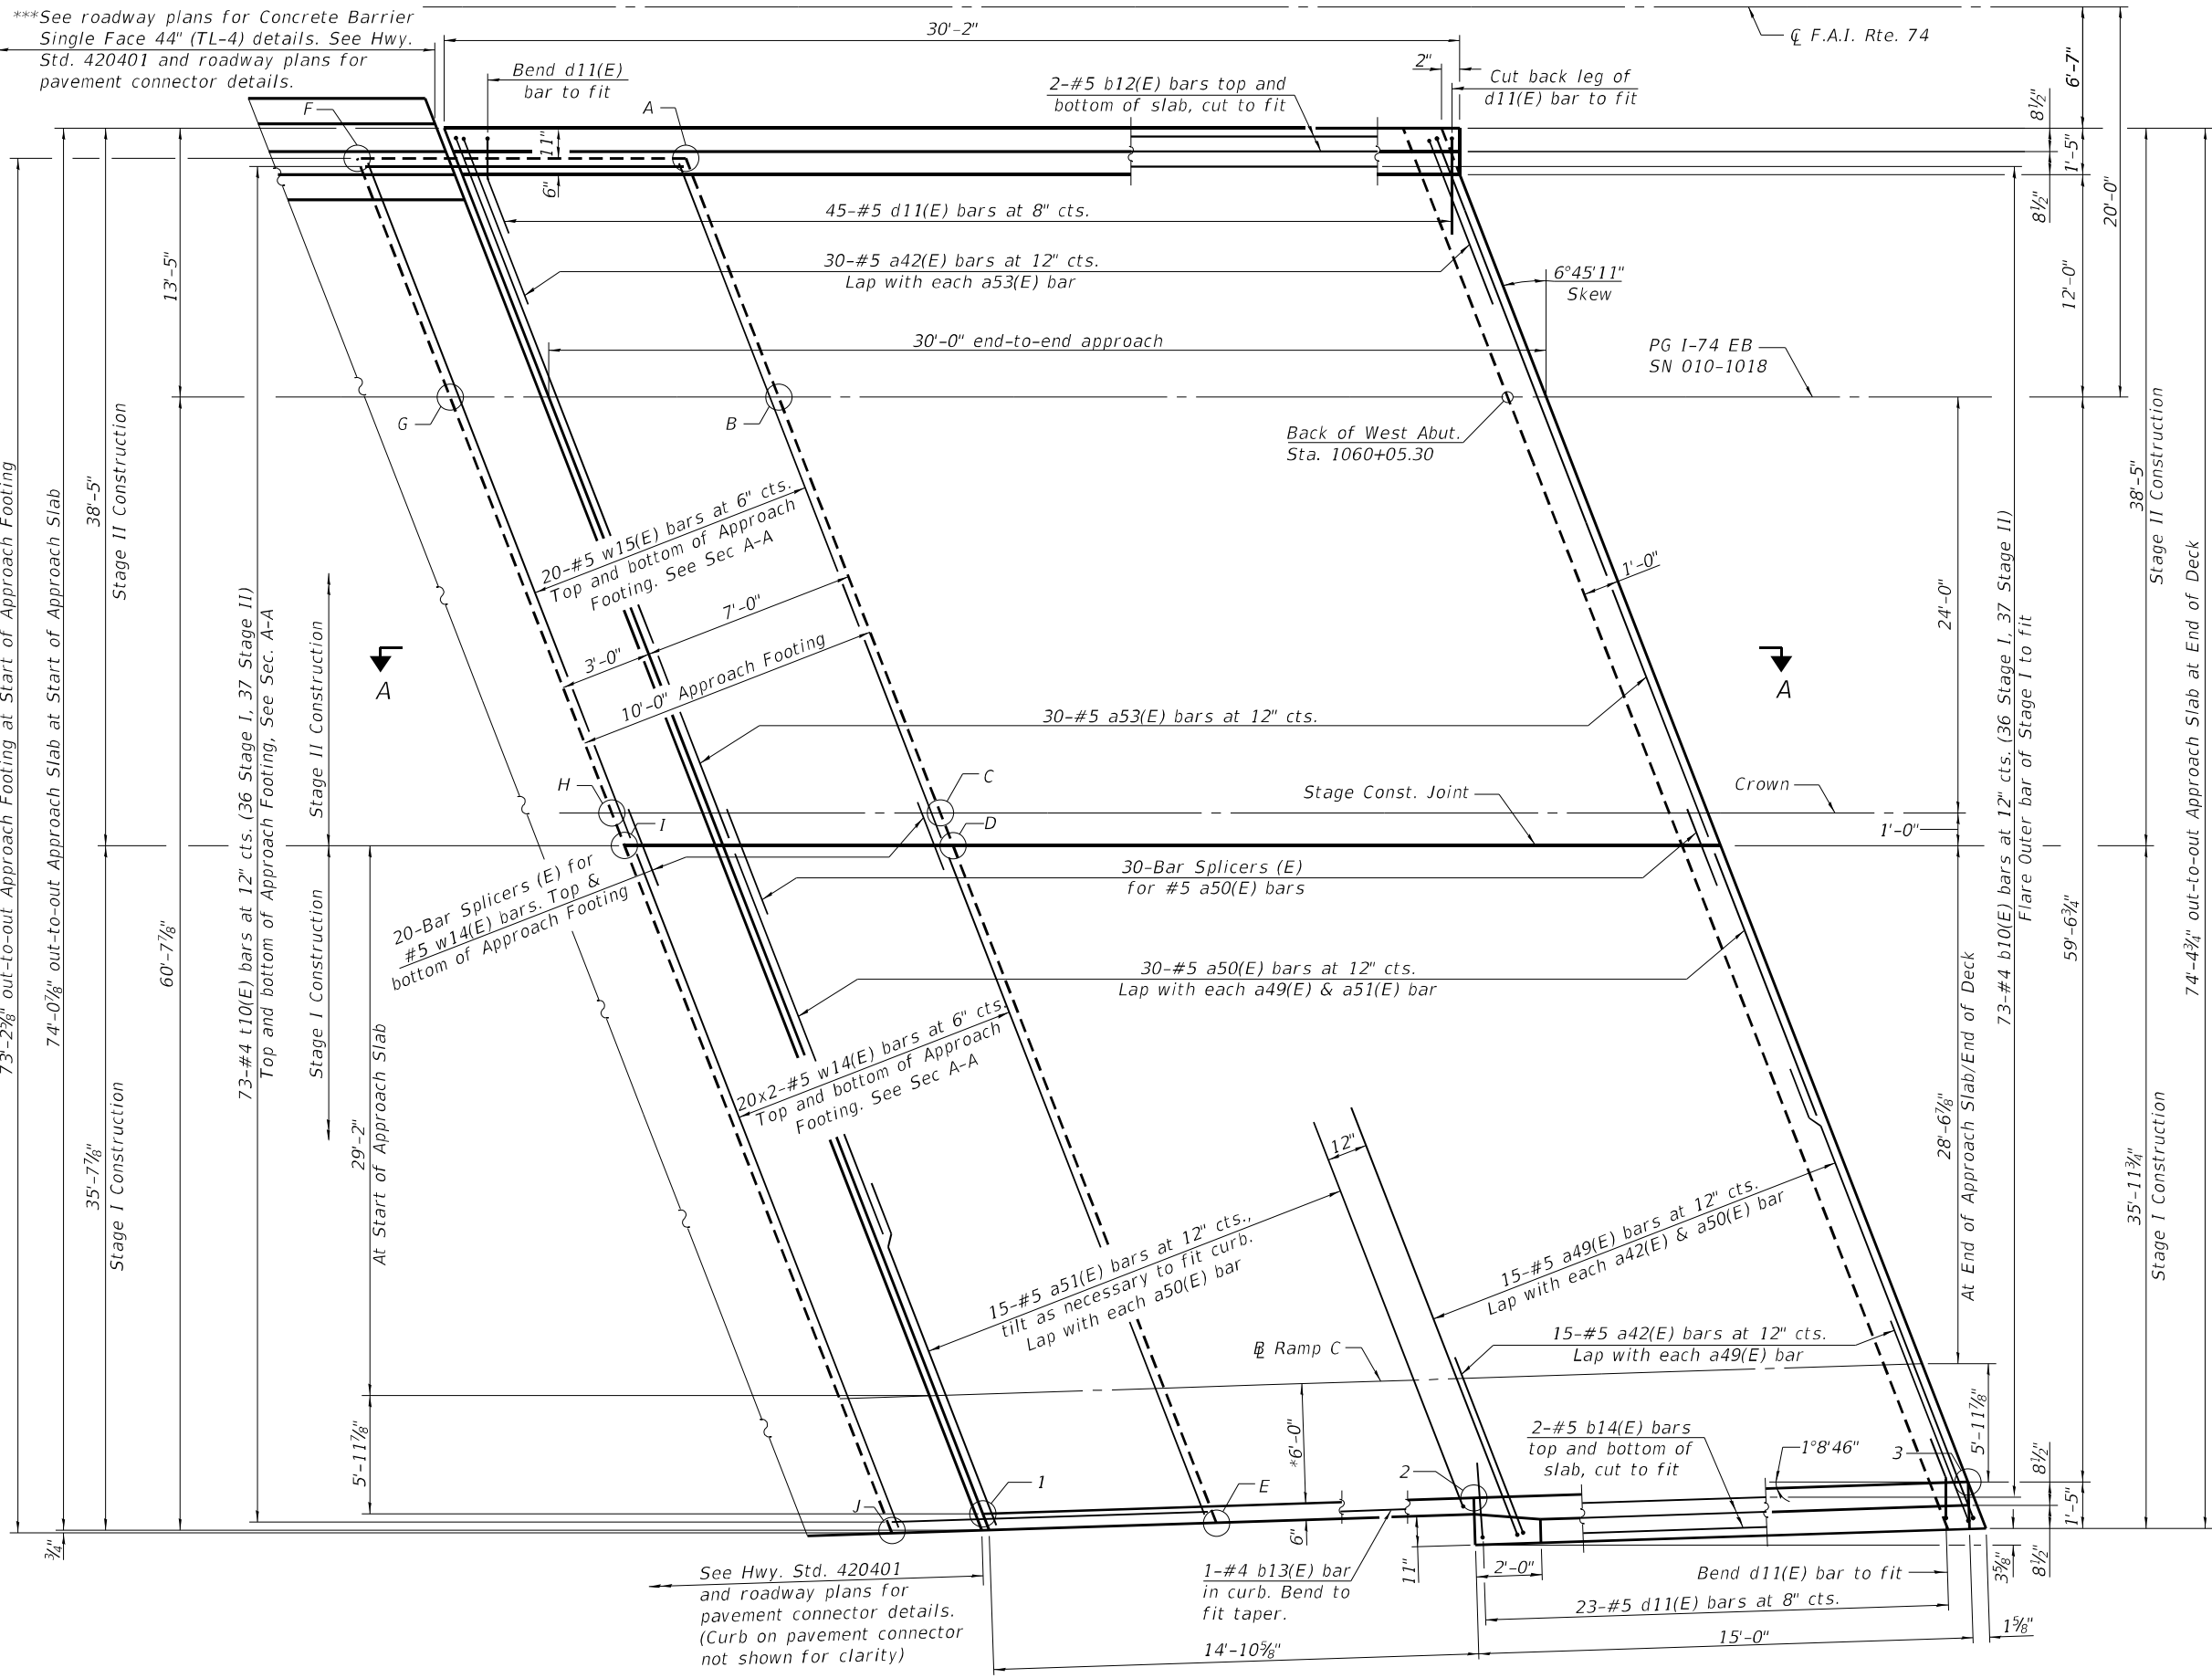 ***See roadway plans for Concrete Barrier
Single Face 44" (TL-4) details. See Hwy.
Std. 420401 and roadway plans for
pavement connector details.
30'-2"
℄ F.A.I. Rte. 74
Bend d11(E)
bar to fit
2-#5 b12(E) bars top and
bottom of slab, cut to fit
2"
Cut back leg of
d11(E) bar to fit
6'-7"
8½"
1'-5"
8½"
20'-0"
12'-0"
F
A
11"
6"
45-#5 d11(E) bars at 8" cts.
30-#5 a42(E) bars at 12" cts.
Lap with each a53(E) bar
6°45'11"
Skew
13'-5"
30'-0" end-to-end approach
PG I-74 EB
SN 010-1018
G
B
Back of West Abut.
Sta. 1060+05.30
38'-5"
Stage II Construction
73'-2⅝" out-to-out Approach Footing at Start of Approach Footing
74'-0⅞" out-to-out Approach Slab at Start of Approach Slab
60'-7⅞"
73-#4 t10(E) bars at 12" cts. (36 Stage I, 37 Stage II)
Top and bottom of Approach Footing, See Sec. A-A
Stage II Construction
Stage I Construction
20-#5 w15(E) bars at 6" cts.
Top and bottom of Approach
Footing. See Sec A-A
7'-0"
3'-0"
10'-0" Approach Footing
1'-0"
A
A
30-#5 a53(E) bars at 12" cts.
24'-0"
38'-5"
Stage II Construction
73-#4 b10(E) bars at 12" cts. (36 Stage I, 37 Stage II)
Flare Outer bar of Stage I to fit
59'-6¾"
74'-4¾" out-to-out Approach Slab at End of Deck
H
C
I
D
Stage Const. Joint
Crown
1'-0"
20-Bar Splicers (E) for
#5 w14(E) bars. Top &
bottom of Approach Footing
30-Bar Splicers (E)
for #5 a50(E) bars
30-#5 a50(E) bars at 12" cts.
Lap with each a49(E) & a51(E) bar
20x2-#5 w14(E) bars at 6" cts.
Top and bottom of Approach
Footing. See Sec A-A
35'-7⅞"
Stage I Construction
29'-2"
At Start of Approach Slab
28'-6⅞"
At End of Approach Slab/End of Deck
35'-11¾"
Stage I Construction
12"
15-#5 a51(E) bars at 12" cts.,
tilt as necessary to fit curb.
Lap with each a50(E) bar
15-#5 a49(E) bars at 12" cts.
Lap with each a42(E) & a50(E) bar
15-#5 a42(E) bars at 12" cts.
Lap with each a49(E) bar
BL Ramp C
5'-11⅞"
*6'-0"
2-#5 b14(E) bars
top and bottom of
slab, cut to fit
1°8'46"
3
5'-11⅞"
8½"
1'-5"
8½"
3⅝"
2
1
J
E
¾"
6"
11"
See Hwy. Std. 420401
and roadway plans for
pavement connector details.
(Curb on pavement connector
not shown for clarity)
1-#4 b13(E) bar
in curb. Bend to
fit taper.
2'-0"
Bend d11(E) bar to fit
23-#5 d11(E) bars at 8" cts.
14'-10⅝"
15'-0"
1⅝"